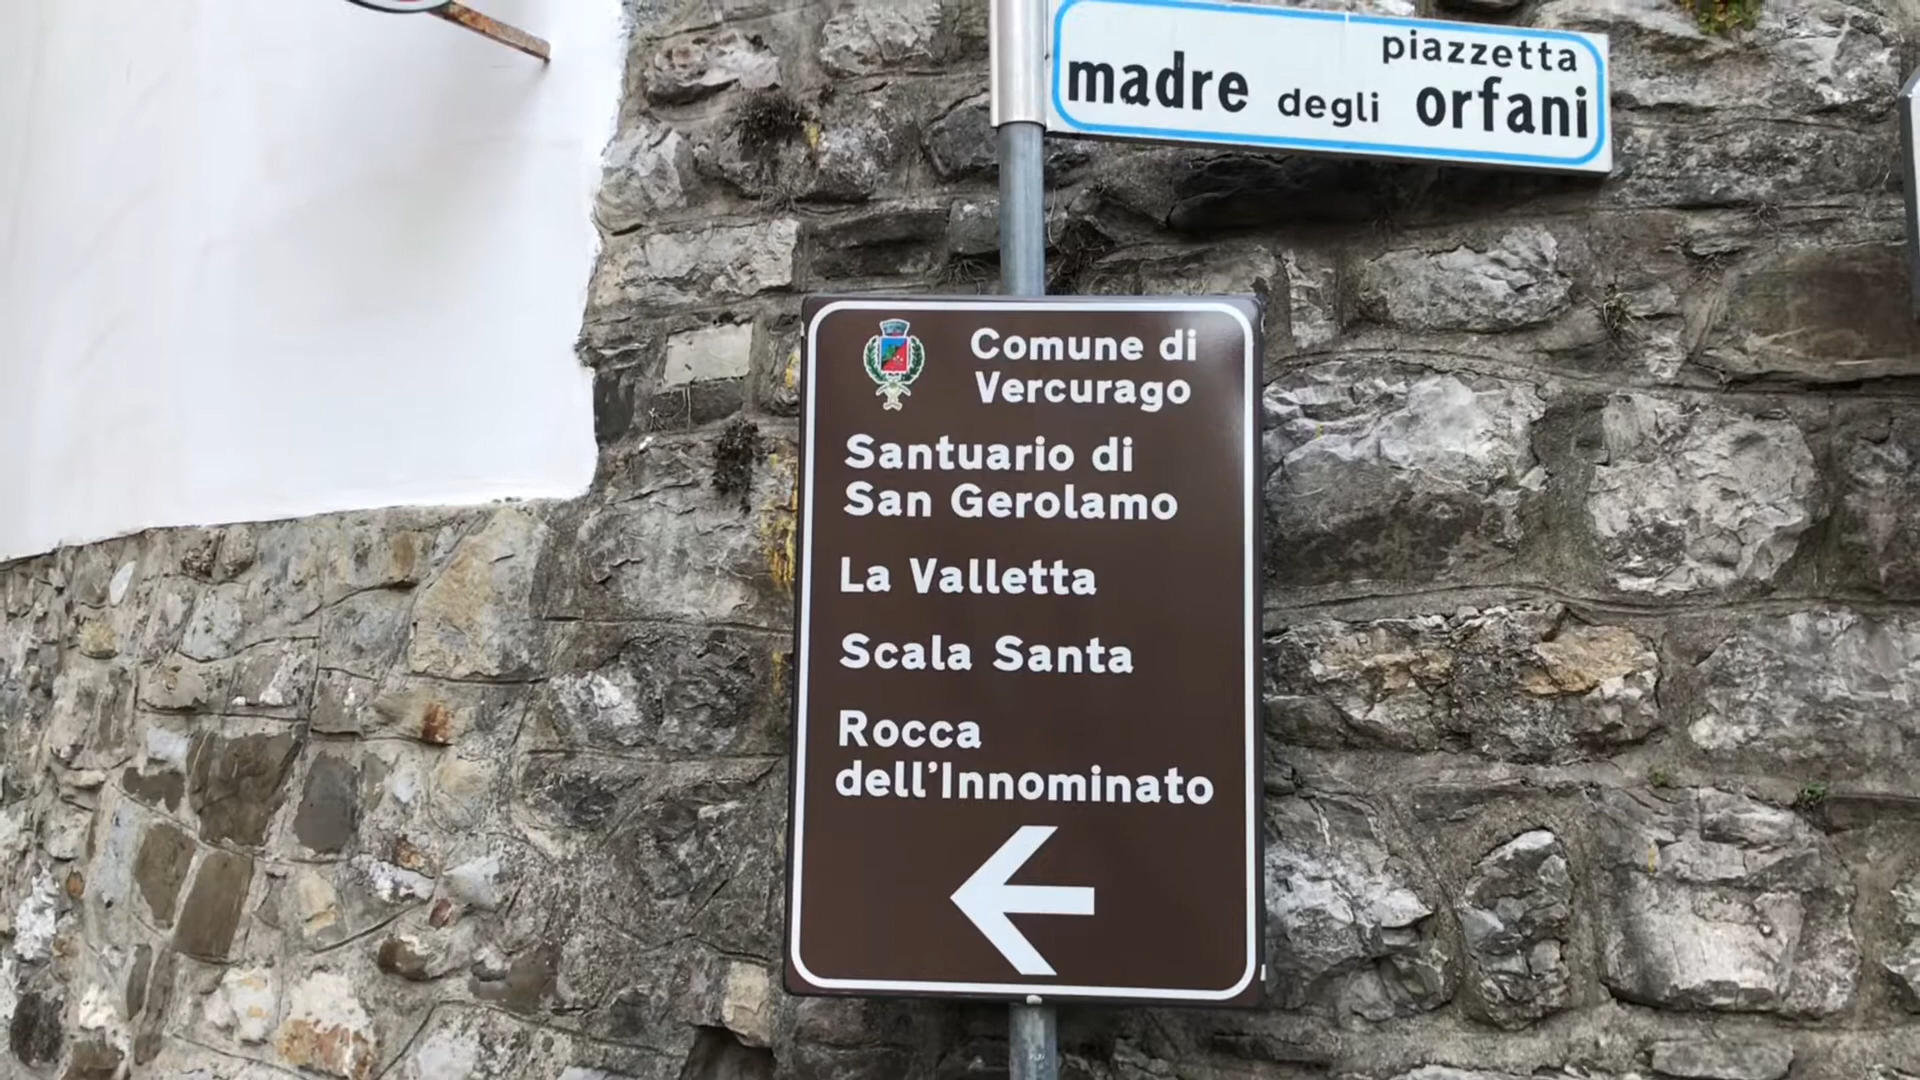 piazzetta
madre degli orfani
Comune di
Vercurago
Santuario di
San Gerolamo
La Valletta
Scala Santa
Rocca
dell'Innominato